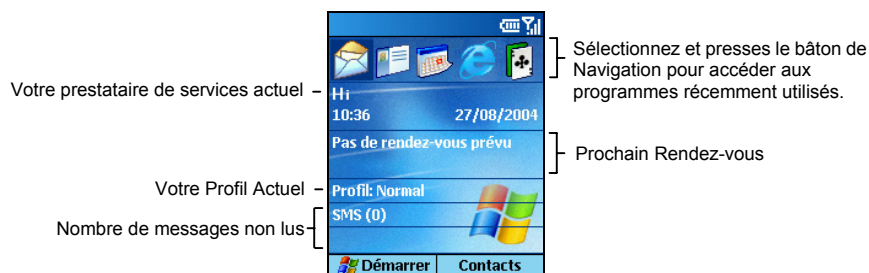 Sélectionnez et presses le bâton de
Navigation pour accéder aux
programmes récemment utilisés.
Votre prestataire de services actuel
Hi
10:36 27/08/2004
Pas de rendez-vous prévu
Prochain Rendez-vous
Votre Profil Actuel
Profil: Normal
SMS (0)
Nombre de messages non lus
Démarrer Contacts